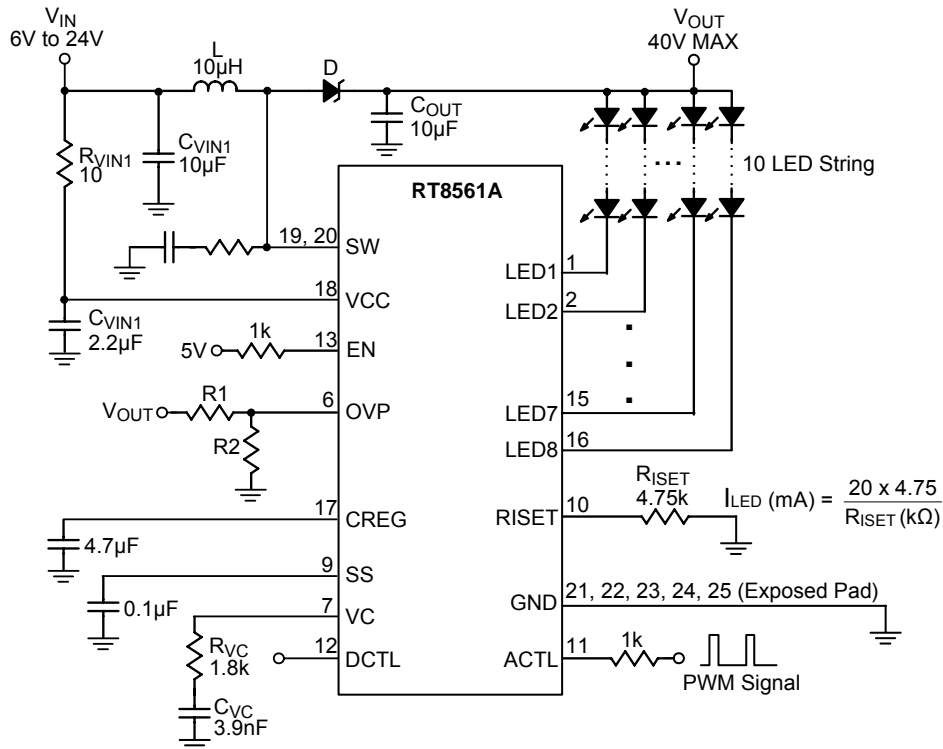 VIN
6V to 24V
L
10µH
D
VOUT
40V MAX
COUT
10µF
RVIN1
10
CVIN1
10µF
10 LED String
RT8561A
19, 20
SW
LED1
1
18
VCC
LED2
2
CVIN1
2.2µF
5V
1k
13
EN
VOUT
R1
6
OVP
R2
LED7
15
LED8
16
RISET
4.75k
RISET
10
ILED (mA) = 20 x 4.75
RISET (kΩ)
17
CREG
4.7µF
9
SS
0.1µF
GND
21, 22, 23, 24, 25 (Exposed Pad)
7
VC
RVC
1.8k
12
DCTL
ACTL
11
1k
PWM Signal
CVC
3.9nF